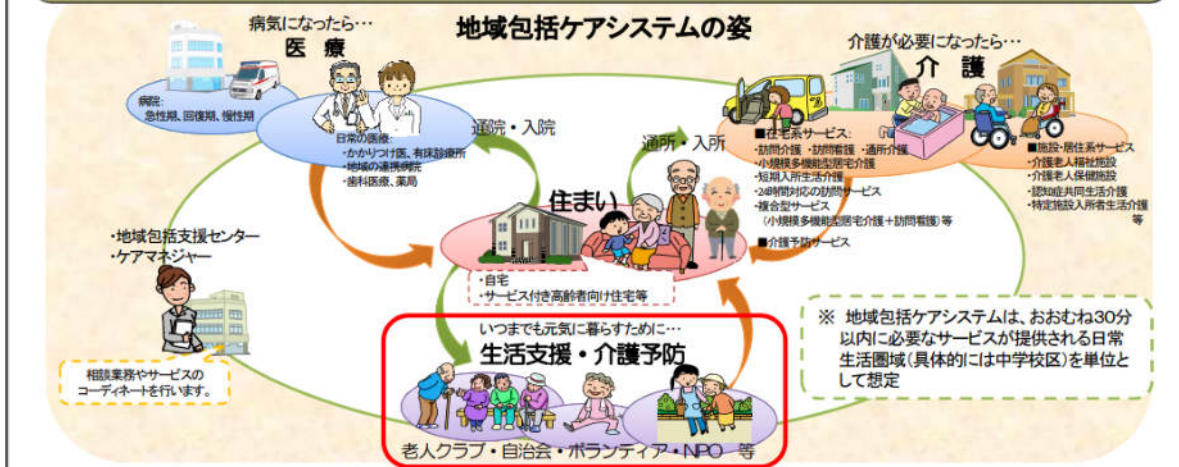 地域包括ケアシステムの姿
病気になったら…
医 療
病院:
急性期、回復期、慢性期
日常の医療:
・かかりつけ医、有床診療所
・地域の連携病院
・歯科医療、薬局
通院・入院
介護が必要になったら…
介 護
通所・入所
■在宅系サービス:
・訪問介護 ・訪問看護 ・通所介護
・小規模多機能型居宅介護
・短期入所生活介護
・24時間対応の訪問サービス
・複合型サービス
(小規模多機能型居宅介護+訪問看護)等
■介護予防サービス
■施設・居住系サービス
・介護老人福祉施設
・介護老人保健施設
・認知症共同生活介護
・特定施設入所者生活介護
等
住まい
・自宅
・サービス付き高齢者向け住宅等
・地域包括支援センター
・ケアマネジャー
相談業務やサービスの
コーディネートを行います。
いつまでも元気に暮らすために…
生活支援・介護予防
老人クラブ・自治会・ボランティア・NPO 等
※ 地域包括ケアシステムは、おおむね30分
以内に必要なサービスが提供される日常
生活圏域(具体的には中学校区)を単位と
して想定